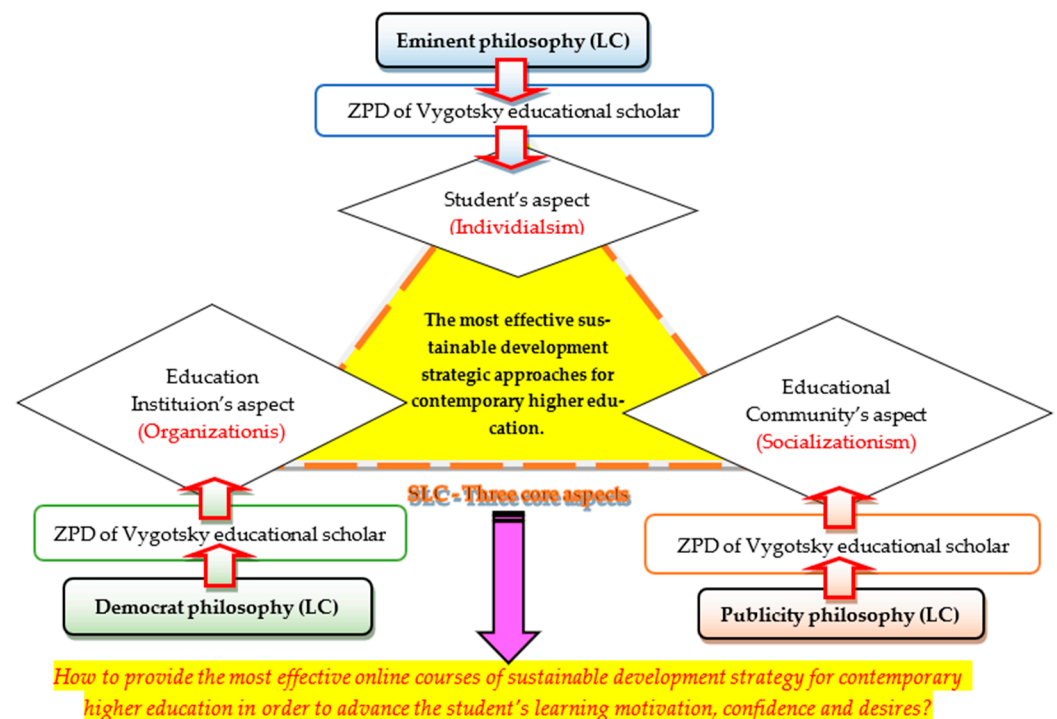 Eminent philosophy (LC)
ZPD of Vygotsky educational scholar
Student's aspect
(Individialsim)
The most effective sus-
tainable development
strategic approaches for
contemporary higher edu-
cation.
Education
Instituion's aspect
(Organizationis)
Educational
Community's aspect
(Socializationism)
SLC - Three core aspects
ZPD of Vygotsky educational scholar
Democrat philosophy (LC)
ZPD of Vygotsky educational scholar
Publicity philosophy (LC)
How to provide the most effective online courses of sustainable development strategy for contemporary
higher education in order to advance the student's learning motivation, confidence and desires?